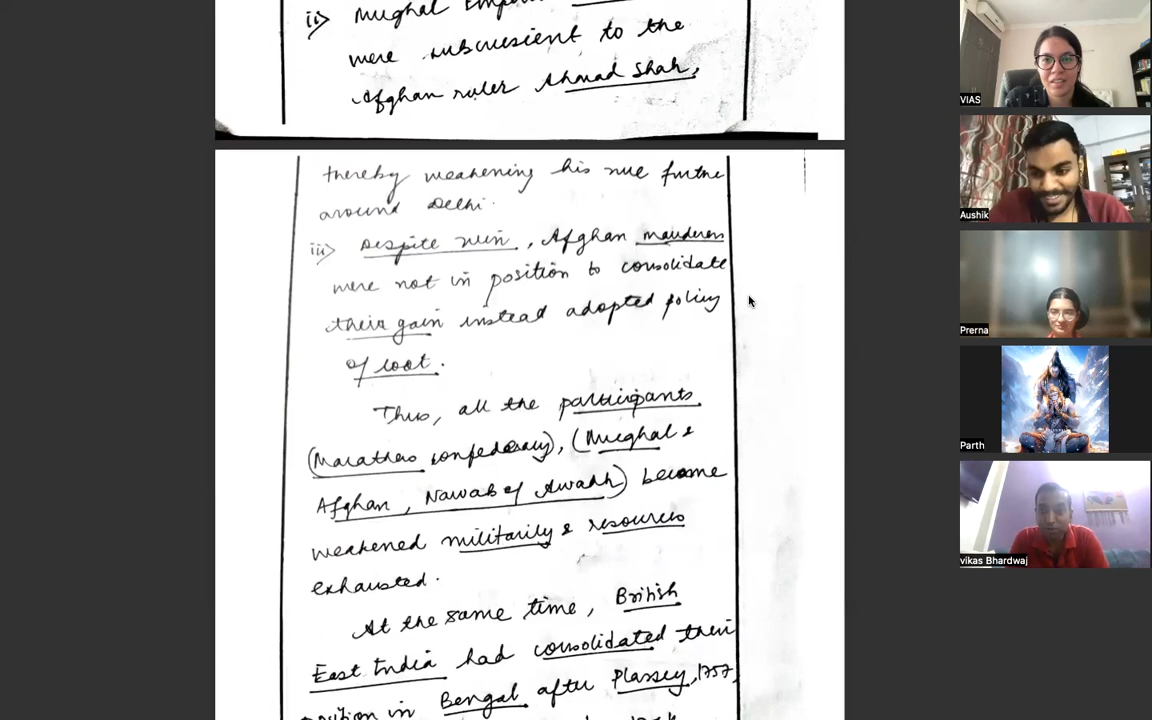 ii) Mughal
were subservient to the
Afghan ruler Ahmad Shah,
thereby weakening his rule
around Delhi.
iii) Despite win, Afghan
were not in position to consolidate
their gain instead adopted policy
of loot.
Thus, all the participants
(Marathas confederacy), (Mughal &
Afghan, Nawab of Awadh) became
weakened militarily & resources
exhausted.
At the same time, British
East India had consolidated their
in Bengal after Plassey, 1757,
VIAS
Aushik
Prerna
Parth
vikas Bhardwaj